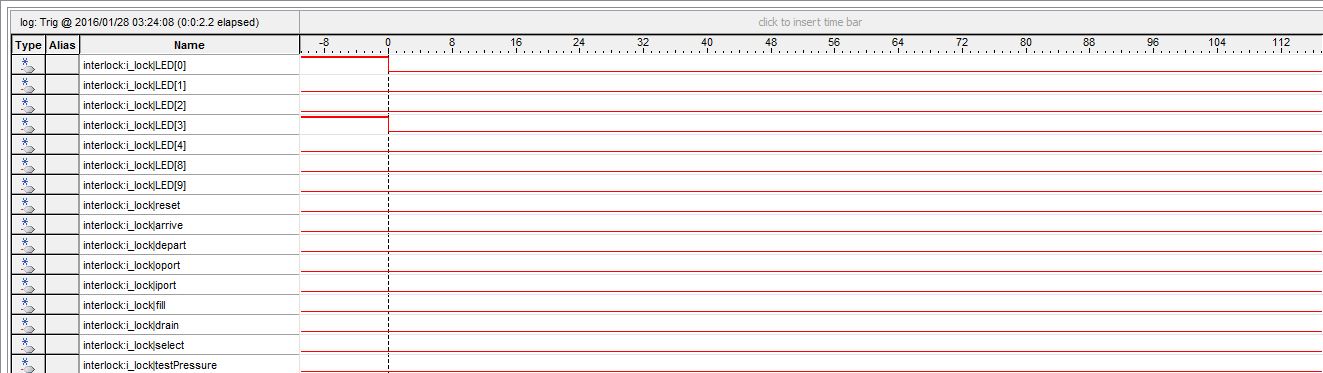 log: Trig @ 2016/01/28 03:24:08 (0:0:2.2 elapsed) click to insert time bar
Type Alias Name -8 0 8 16 24 32 40 48 56 64 72 80 88 96 104 112
interlock:i_lock|LED[0]
interlock:i_lock|LED[1]
interlock:i_lock|LED[2]
interlock:i_lock|LED[3]
interlock:i_lock|LED[4]
interlock:i_lock|LED[8]
interlock:i_lock|LED[9]
interlock:i_lock|reset
interlock:i_lock|arrive
interlock:i_lock|depart
interlock:i_lock|oport
interlock:i_lock|iport
interlock:i_lock|fill
interlock:i_lock|drain
interlock:i_lock|select
interlock:i_lock|testPressure